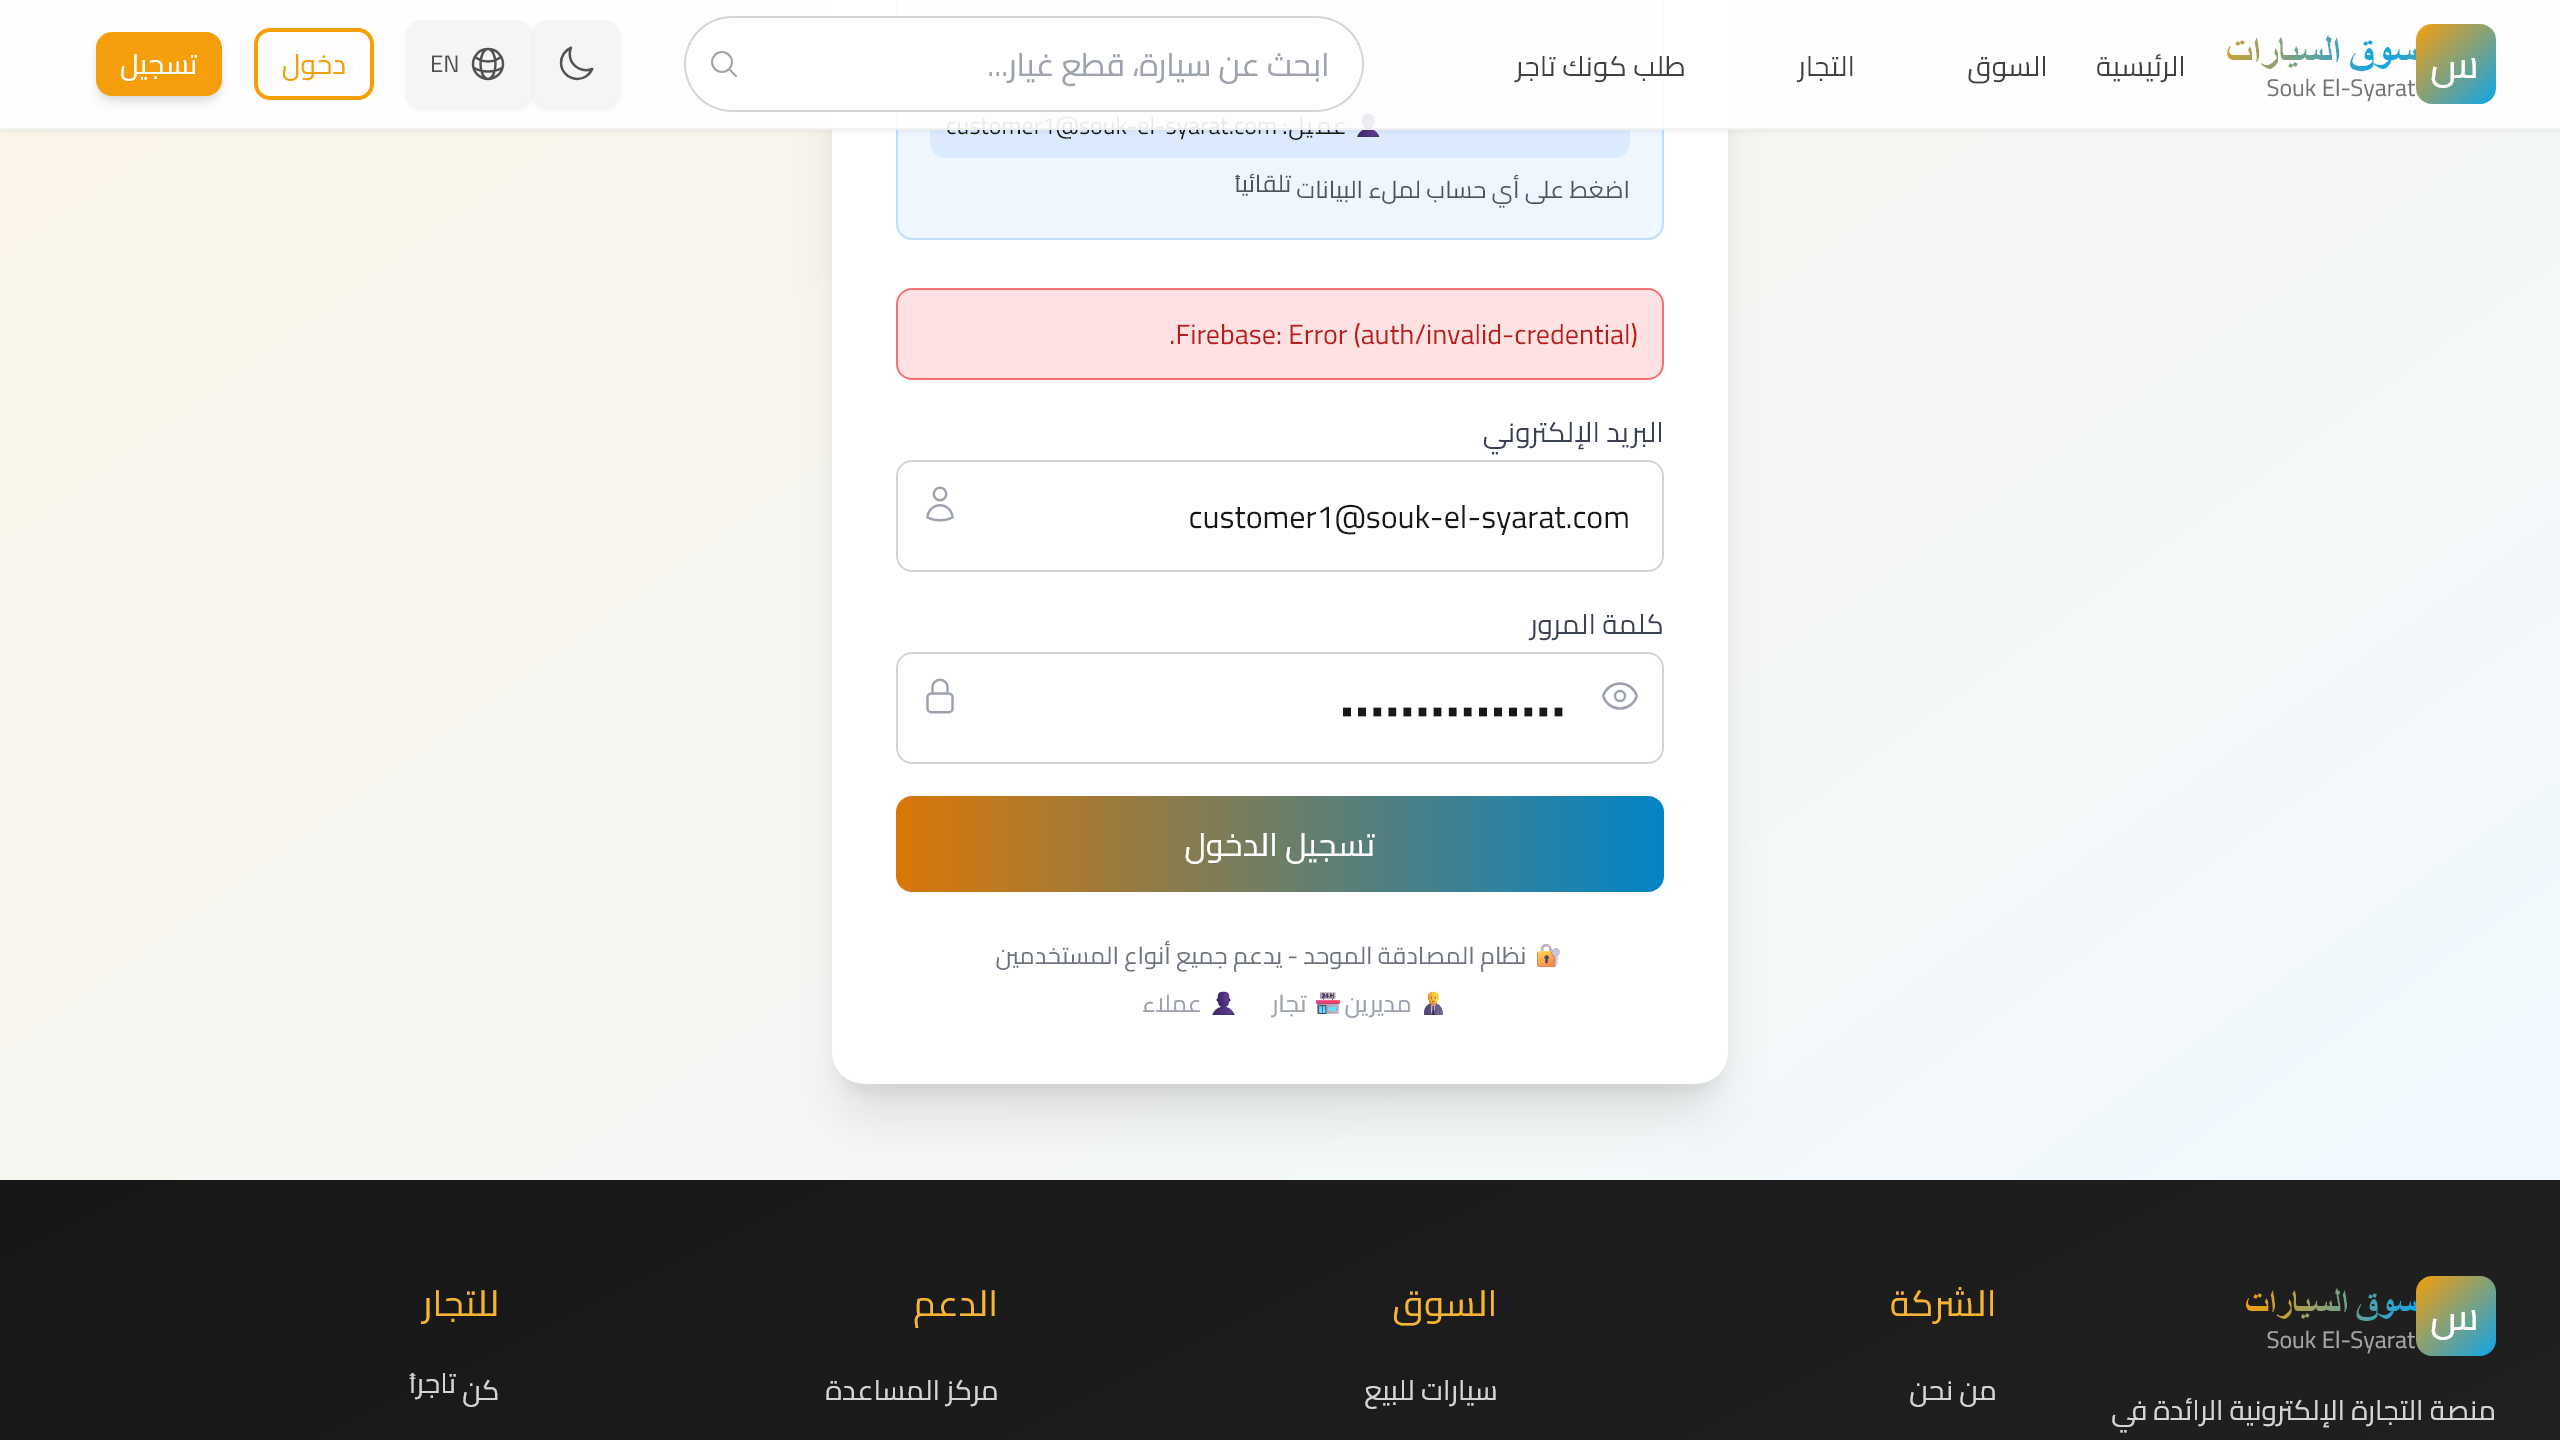 س
سوق السيارات
Souk El-Syarat
الرئيسية
السوق
التجار
طلب كونك تاجر
ابحث عن سيارة، قطع غيار...
EN
دخول
تسجيل
عميل: customer1@souk-el-syarat.com
اضغط على أي حساب لملء البيانات تلقائياً
Firebase: Error (auth/invalid-credential).
البريد الإلكتروني
customer1@souk-el-syarat.com
كلمة المرور
تسجيل الدخول
نظام المصادقة الموحد - يدعم جميع أنواع المستخدمين
مديرين
تجار
عملاء
س
سوق السيارات
Souk El-Syarat
منصة التجارة الإلكترونية الرائدة في
الشركة
من نحن
السوق
سيارات للبيع
الدعم
مركز المساعدة
للتجار
كن تاجراً